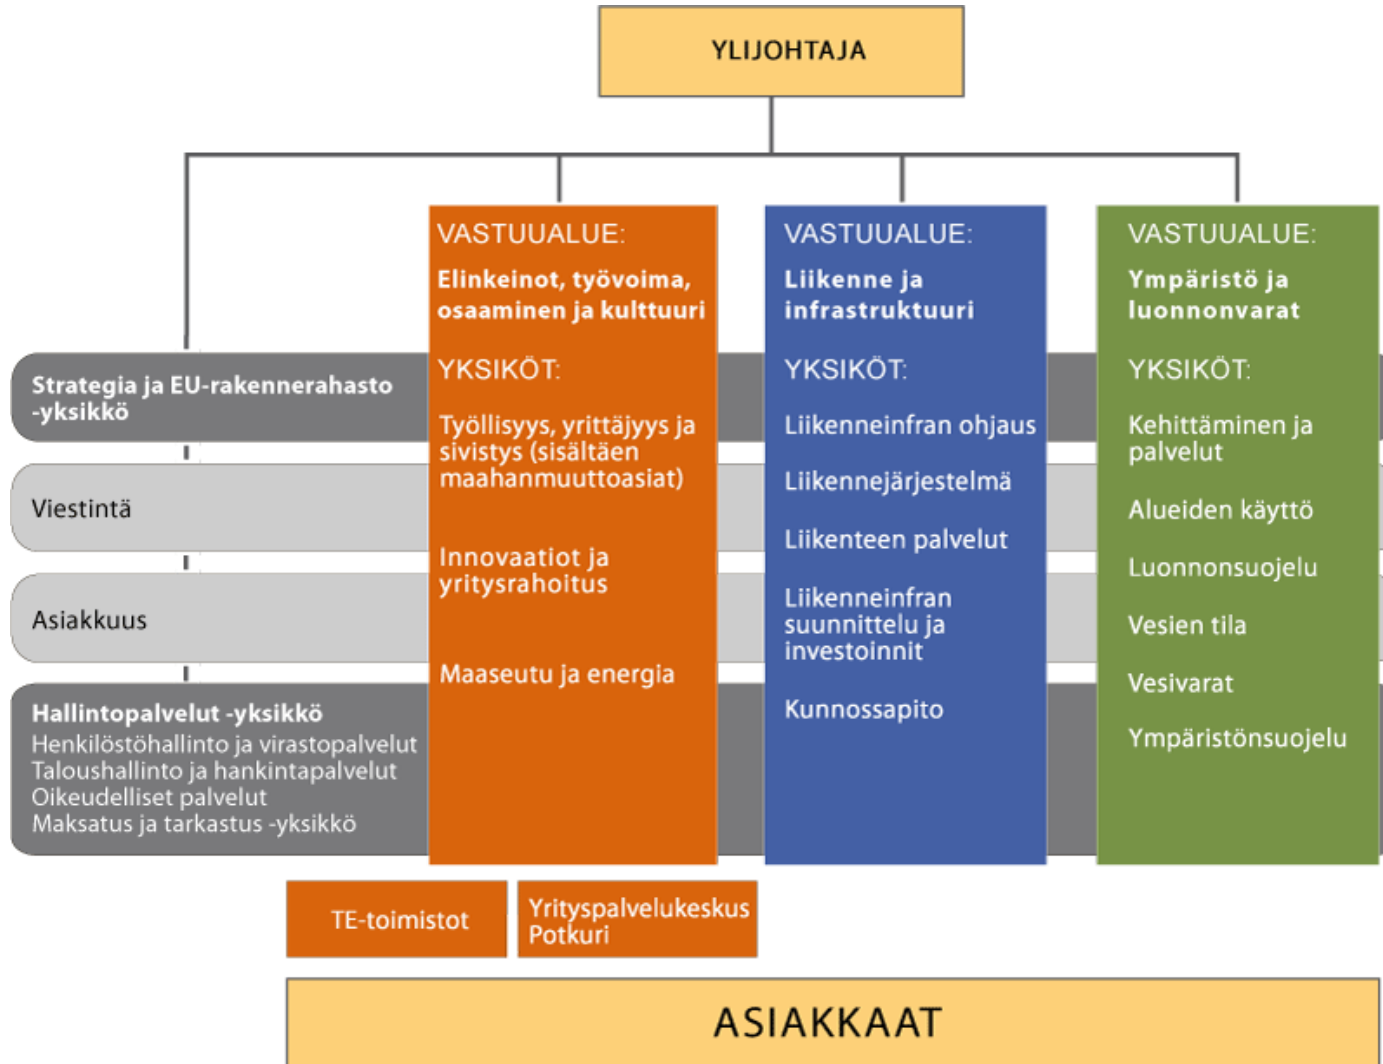 YLIJOHTAJA
VASTUUALUE:
Elinkeinot, työvoima,
osaaminen ja kulttuuri
YKSIKÖT:
Työllisyys, yrittäjyys ja
sivistys (sisältäen
maahanmuuttoasiat)
Innovaatiot ja
yritysrahoitus
Maaseutu ja energia
VASTUUALUE:
Liikenne ja
infrastruktuuri
YKSIKÖT:
Liikenneinfran ohjaus
Liikennejärjestelmä
Liikenteen palvelut
Liikenneinfran
suunnittelu ja
investoinnit
Kunnossapito
VASTUUALUE:
Ympäristö ja
luonnonvarat
YKSIKÖT:
Kehittäminen ja
palvelut
Alueiden käyttö
Luonnonsuojelu
Vesien tila
Vesivarat
Ympäristönsuojelu
Strategia ja EU-rakennerahasto
-yksikkö
Viestintä
Asiakkuus
Hallintopalvelut -yksikkö
Henkilöstöhallinto ja virastopalvelut
Taloushallinto ja hankintapalvelut
Oikeudelliset palvelut
Maksatus ja tarkastus -yksikkö
TE-toimistot
Yrityspalvelukeskus
Potkuri
ASIAKKAAT